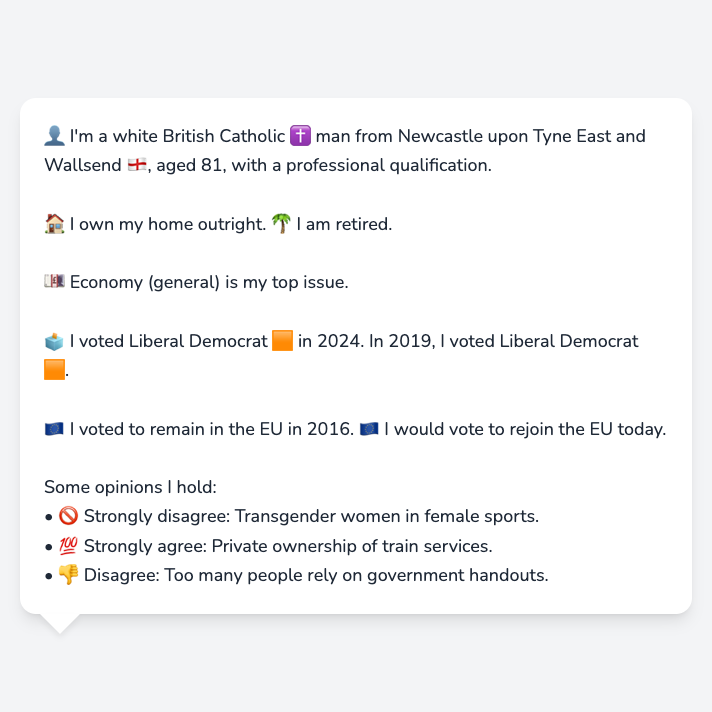 👤 I'm a white British Catholic ✝️ man from Newcastle upon Tyne East and
Wallsend 🏴󠁧󠁢󠁥󠁮󠁧󠁿, aged 81, with a professional qualification.
🏠 I own my home outright. 🌴 I am retired.
💷 Economy (general) is my top issue.
🗳️ I voted Liberal Democrat 🟧 in 2024. In 2019, I voted Liberal Democrat
🟧.
🇪🇺 I voted to remain in the EU in 2016. 🇪🇺 I would vote to rejoin the EU today.
Some opinions I hold:
• 🚫 Strongly disagree: Transgender women in female sports.
• 💯 Strongly agree: Private ownership of train services.
• 👎 Disagree: Too many people rely on government handouts.